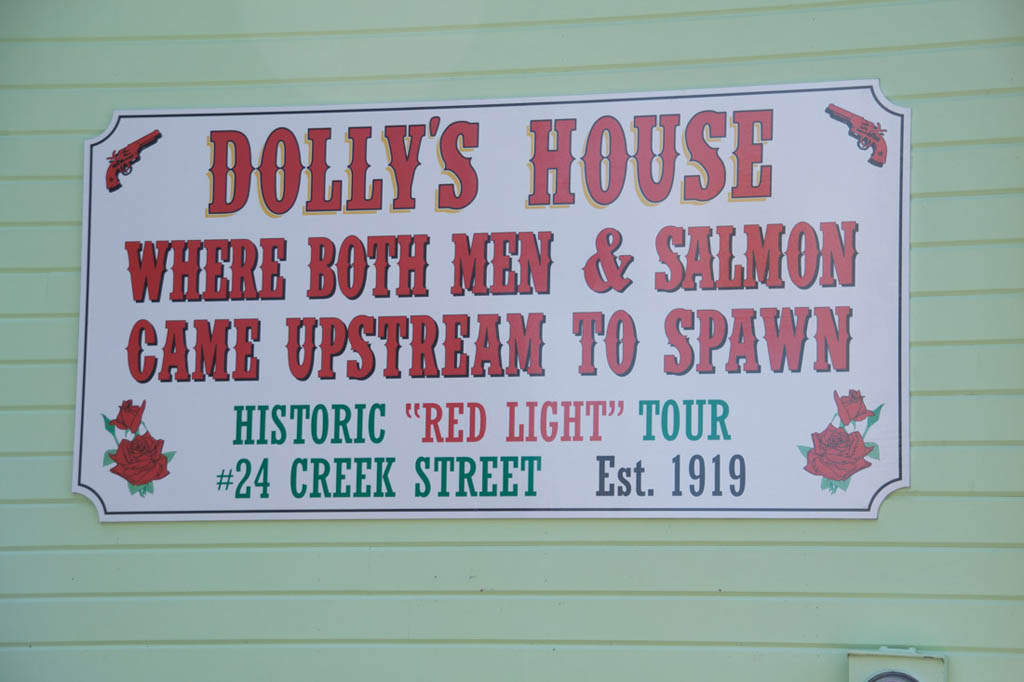 DOLLY'S HOUSE
WHERE BOTH MEN & SALMON
CAME UPSTREAM TO SPAWN
HISTORIC "RED LIGHT" TOUR
#24 CREEK STREET Est. 1919